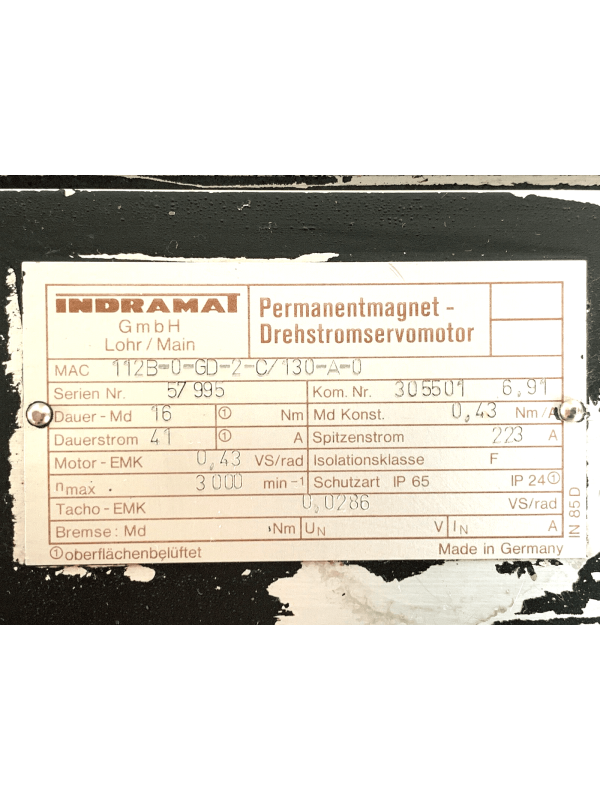 INDRAMAT
GmbH
Lohr / Main
Permanentmagnet -
Drehstromservomotor
MAC 112B-0-GD-2-C/130-A-0
Serien Nr. 57995 Kom. Nr. 305501 6,91
Dauer - Md 16 ① Nm Md Konst. 0,43 Nm/A
Dauerstrom 41 ① A Spitzenstrom 223 A
Motor - EMK 0,43 VS/rad Isolationsklasse F
nmax 3000 min -1 Schutzart IP 65 IP 24①
Tacho - EMK 0,0286 VS/rad
Bremse: Md Nm UN V IN A
①oberflächenbelüftet Made in Germany
IN 85 D